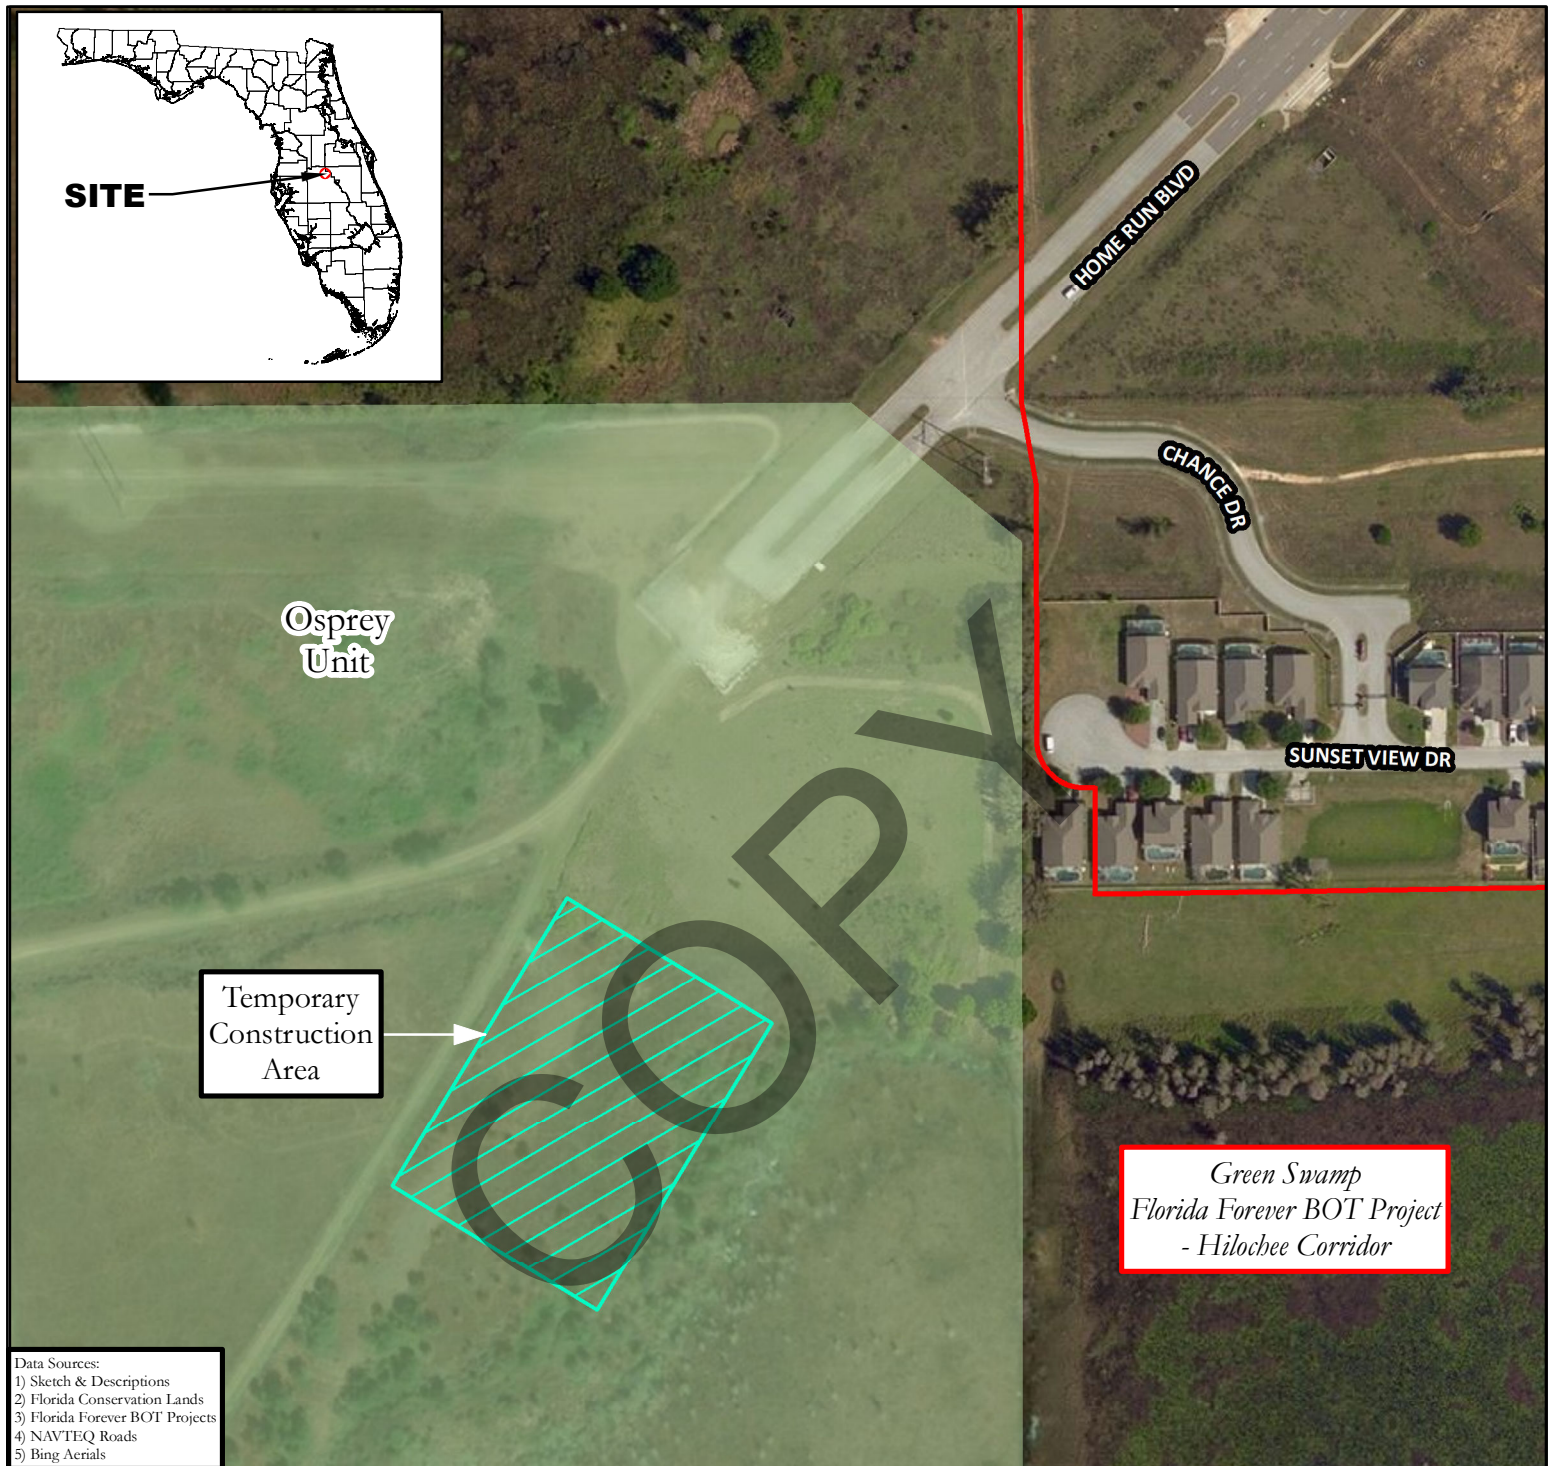 SITE
HOME RUN BLVD
CHANCE DR
Osprey
Unit
SUNSET VIEW DR
COPY
Temporary
Construction
Area
Green Swamp
Florida Forever BOT Project
- Hilochee Corridor
Data Sources:
1) Sketch & Descriptions
2) Florida Conservation Lands
3) Florida Forever BOT Projects
4) NAVTEQ Roads
5) Bing Aerials